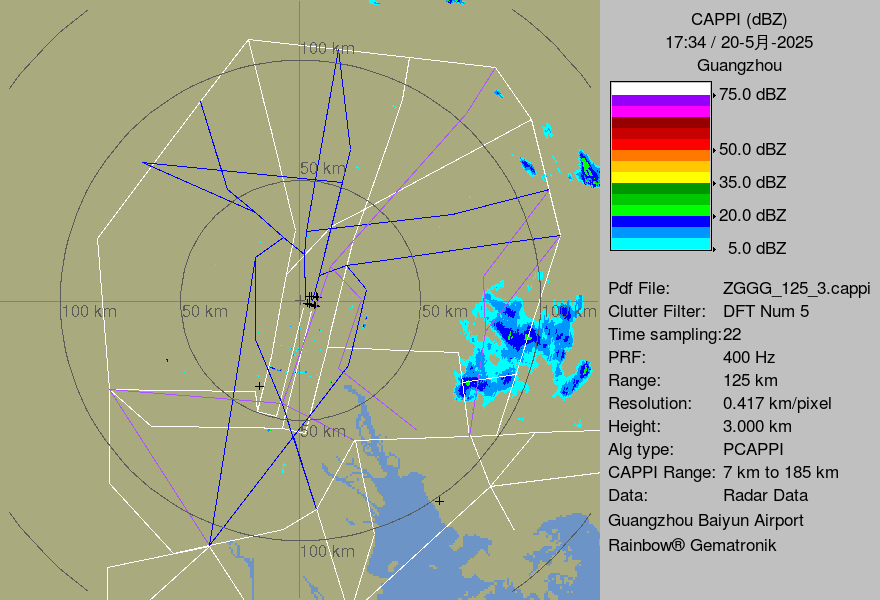 CAPPI (dBZ)
17:34 / 20-5月-2025
Guangzhou
75.0 dBZ
50.0 dBZ
35.0 dBZ
20.0 dBZ
5.0 dBZ
Pdf File: ZGGG_125_3.cappi
Clutter Filter: DFT Num 5
Time sampling:22
PRF: 400 Hz
Range: 125 km
Resolution: 0.417 km/pixel
Height: 3.000 km
Alg type: PCAPPI
CAPPI Range: 7 km to 185 km
Data: Radar Data
Guangzhou Baiyun Airport
Rainbow® Gematronik
100 km
50 km
100 km
50 km
50 km
100 km
50 km
100 km